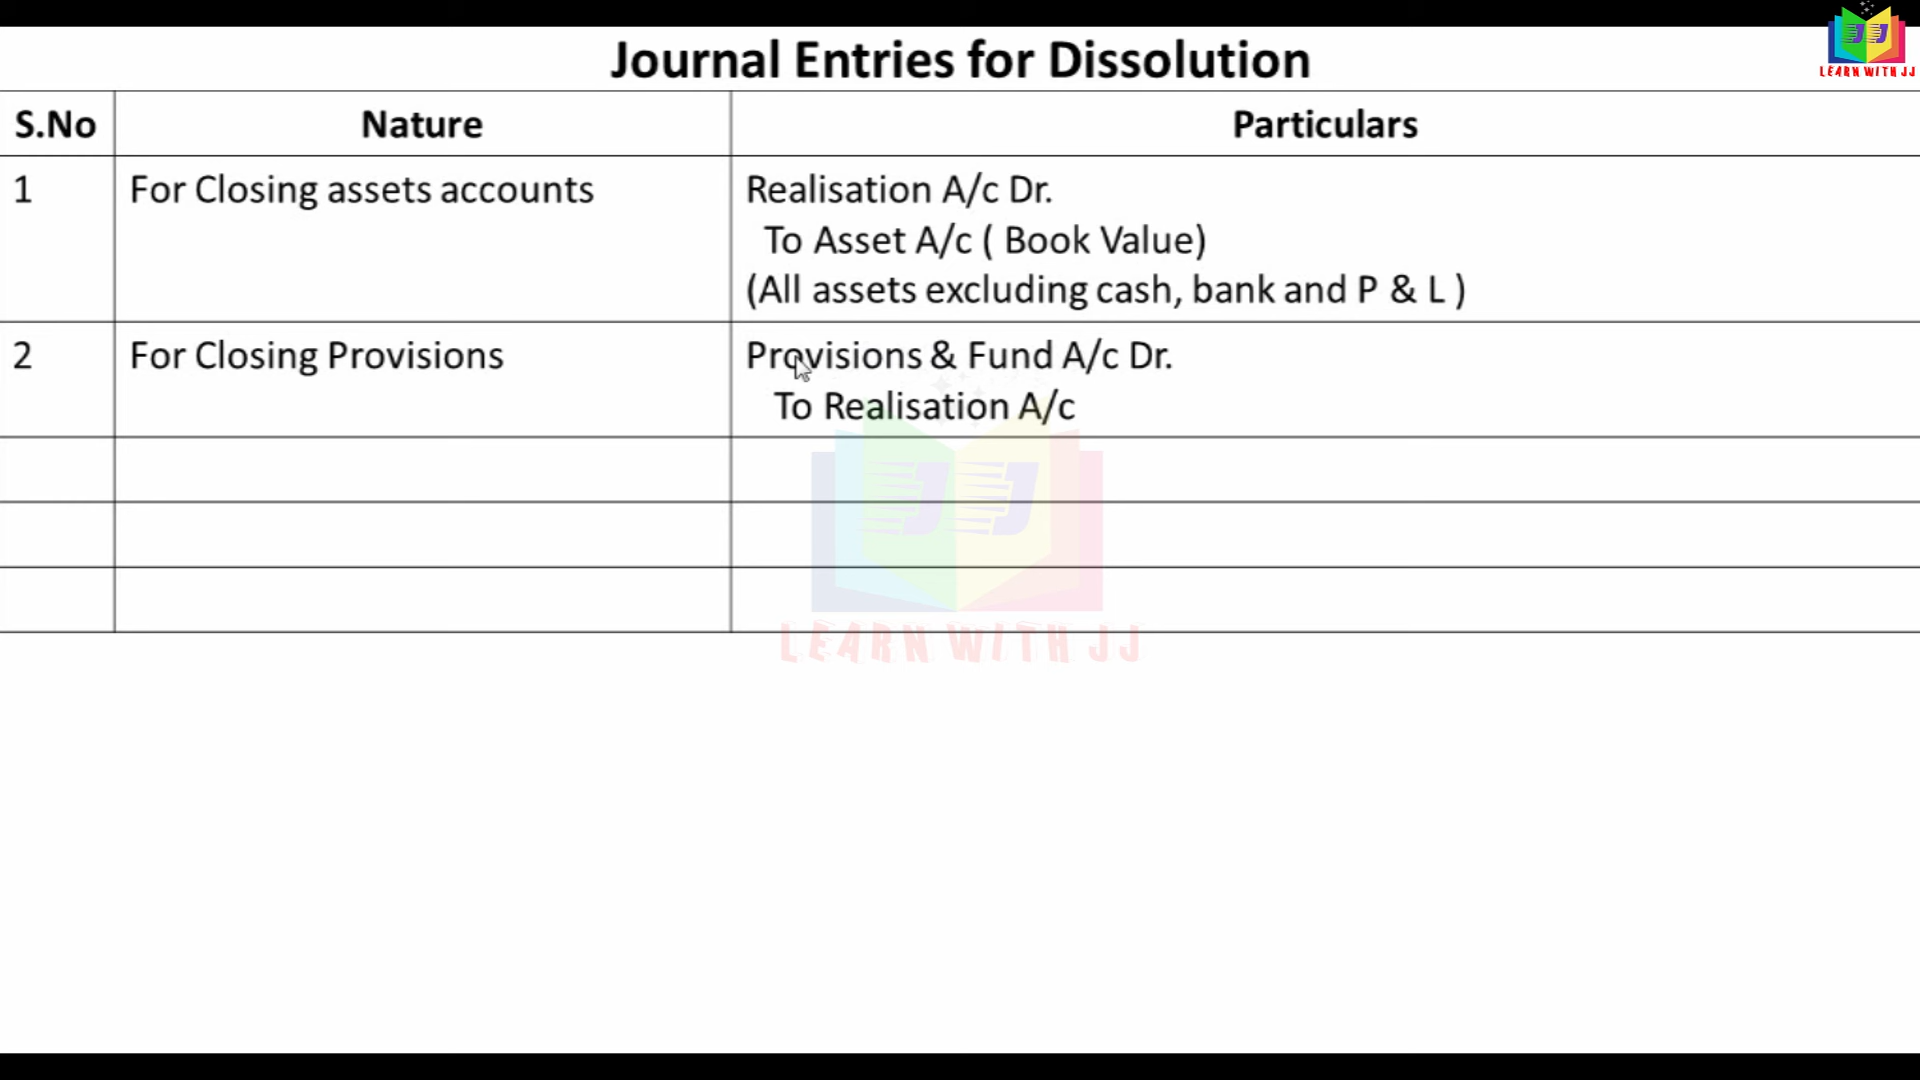 Journal Entries for Dissolution
LEARN WITH JJ
S.No Nature Particulars
1 For Closing assets accounts Realisation A/c Dr.
To Asset A/c ( Book Value)
(All assets excluding cash, bank and P & L )
2 For Closing Provisions Provisions & Fund A/c Dr.
To Realisation A/c
JJ
LEARN WITH JJ